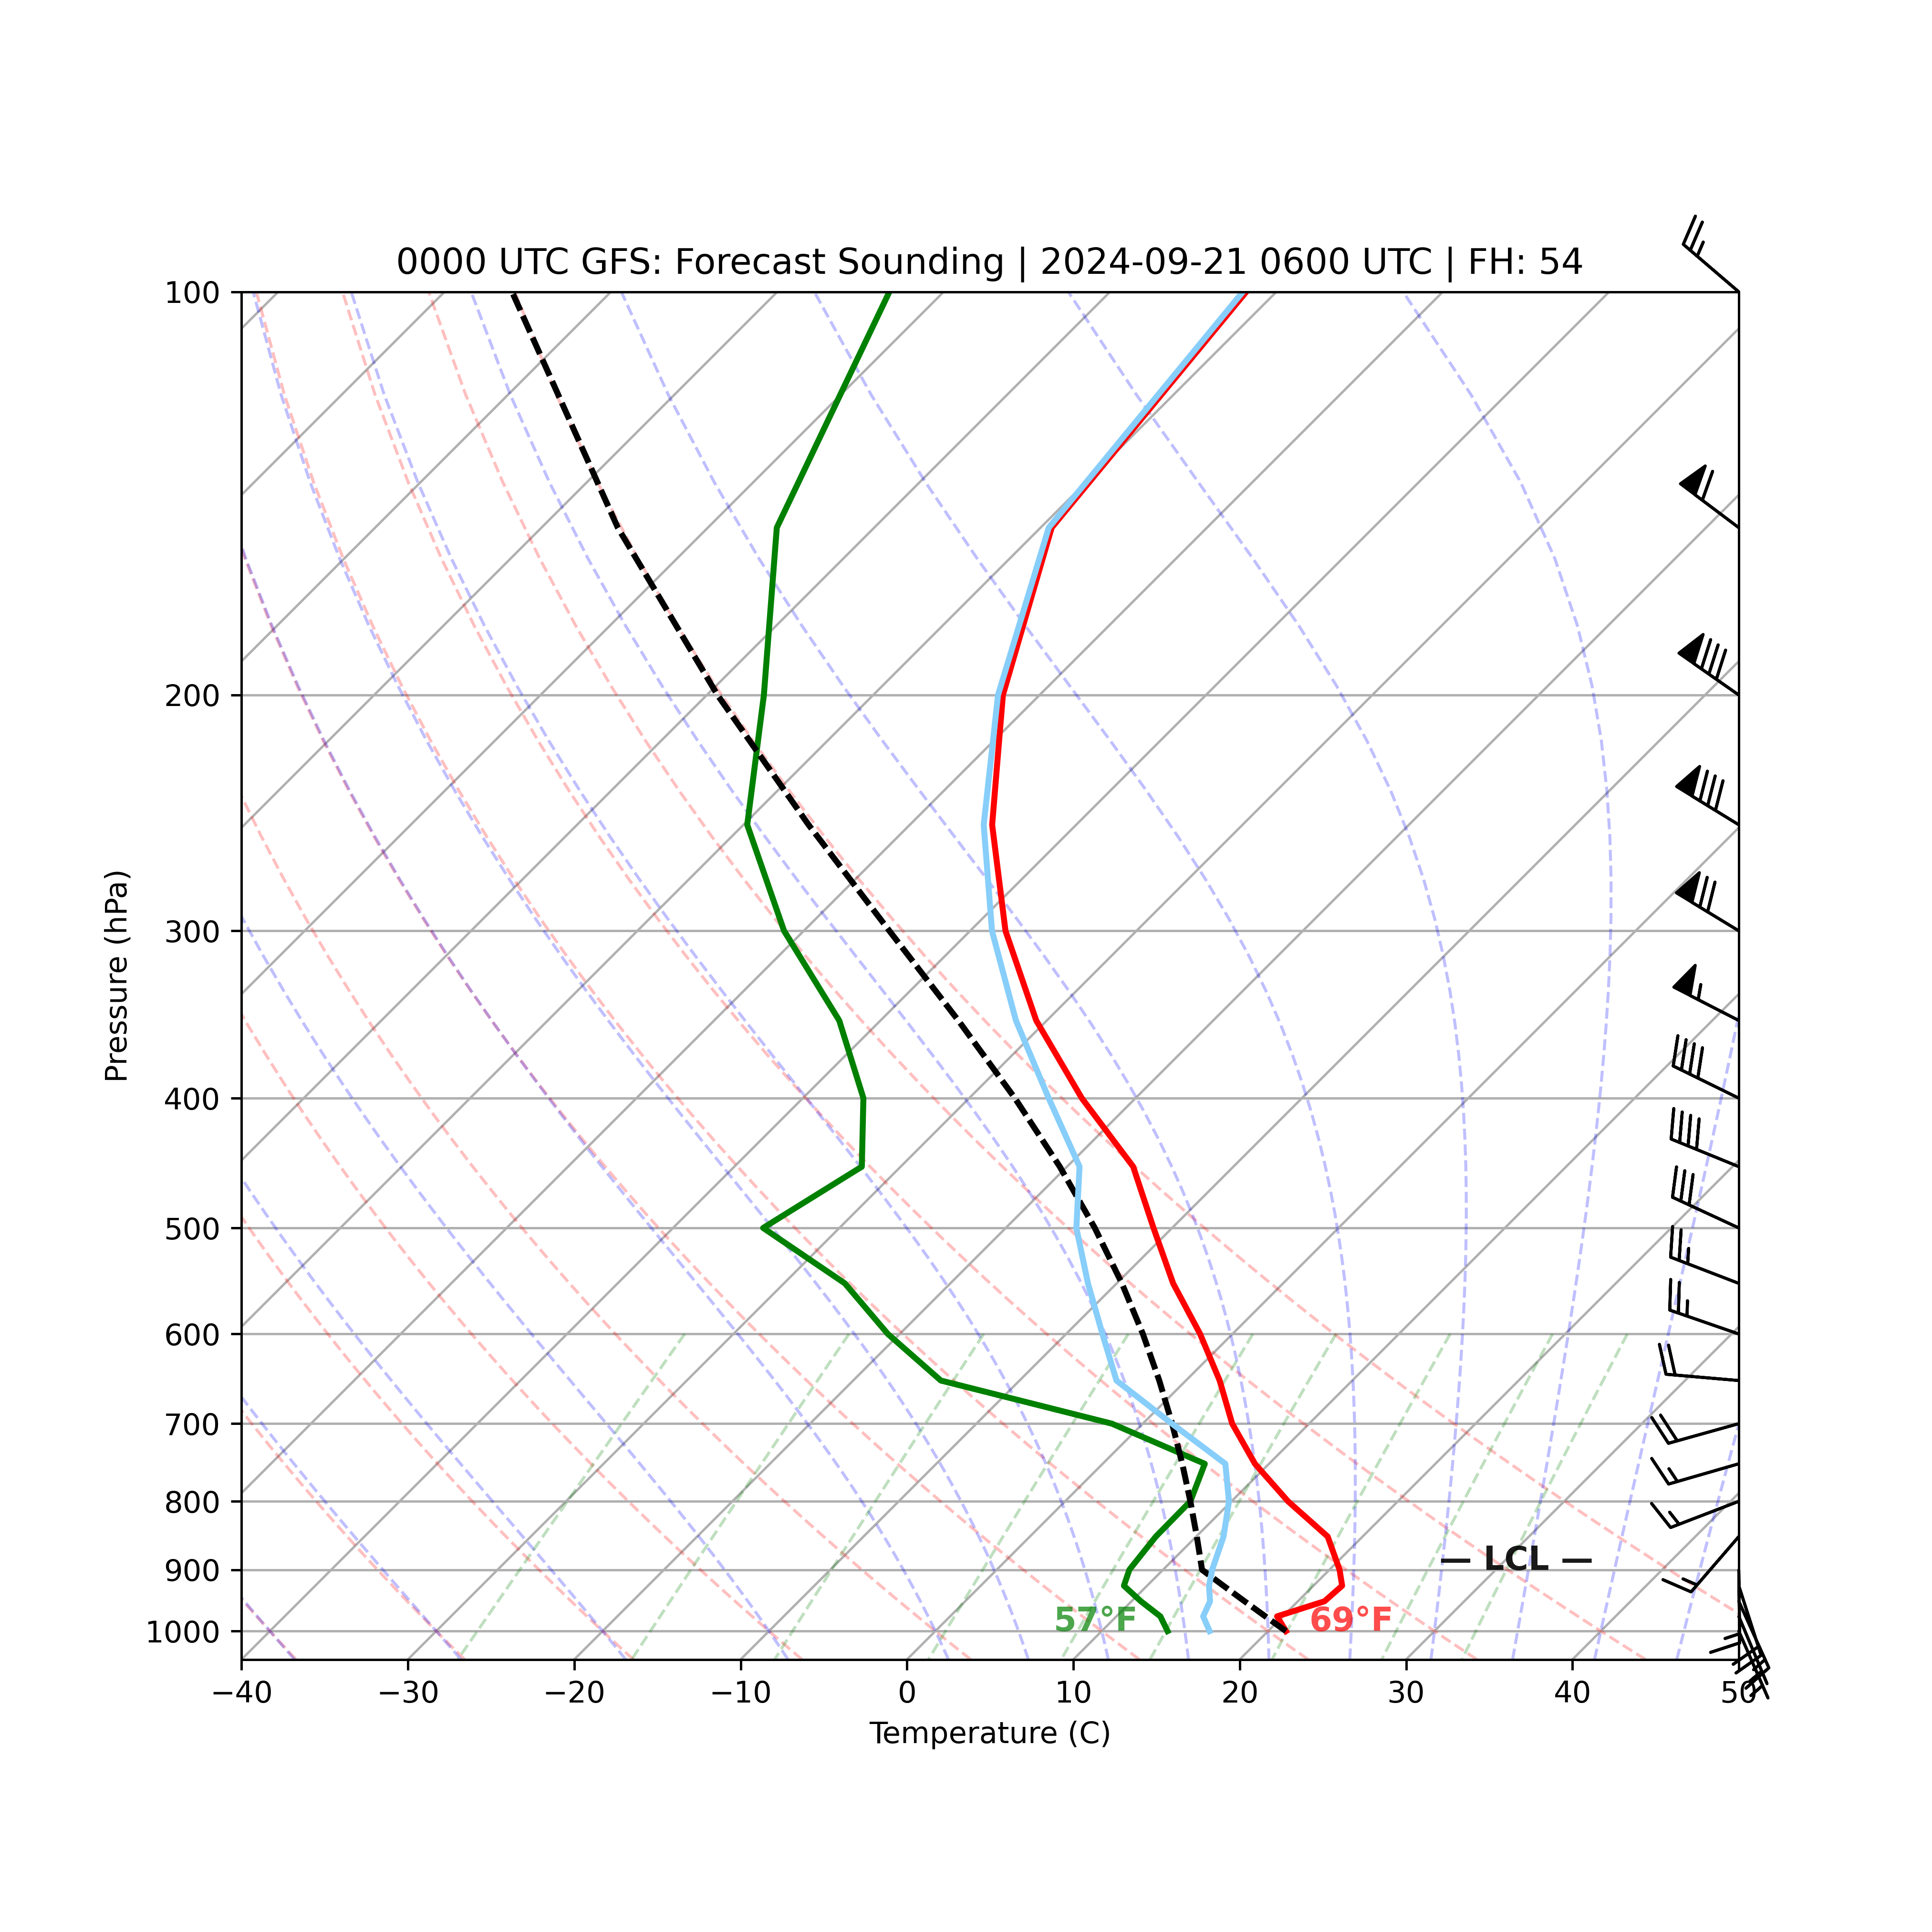 0000 UTC GFS: Forecast Sounding | 2024-09-21 0600 UTC | FH: 54
100
200
300
400
500
600
700
800
900
1000
Pressure (hPa)
— LCL —
57°F
69°F
−40 −30 −20 −10 0 10 20 30 40 50
Temperature (C)